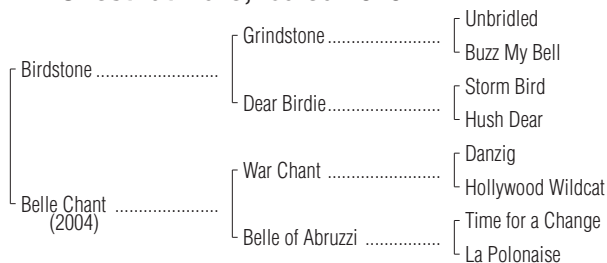 Unbridled
Grindstone ........................
Buzz My Bell
Birdstone ..........................
Storm Bird
Dear Birdie........................
Hush Dear
Danzig
War Chant .......................
Hollywood Wildcat
Belle Chant ......................
(2004)
Time for a Change
Belle of Abruzzi ................
La Polonaise